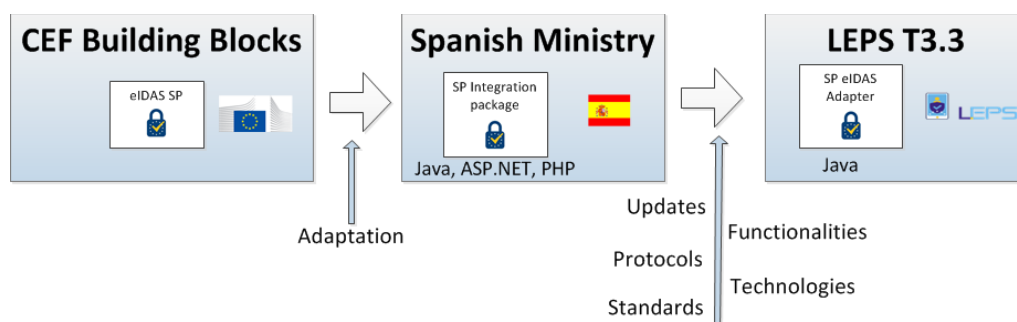 CEF Building Blocks
eIDAS SP
Spanish Ministry
SP Integration
package
Java, ASP.NET, PHP
LEPS T3.3
SP eIDAS
Adapter
LEPS
Java
Adaptation
Updates
Functionalities
Protocols
Technologies
Standards